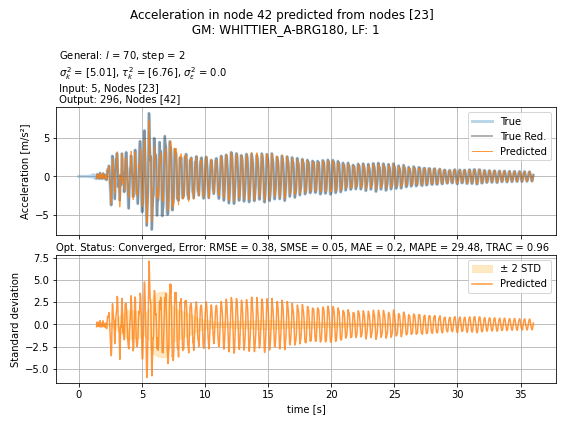 Acceleration in node 42 predicted from nodes [23]
GM: WHITTIER_A-BRG180, LF: 1
General: l = 70, step = 2
σ²ₖ = [5.01], τ²ₖ = [6.76], σ²ε = 0.0
Input: 5, Nodes [23]
Output: 296, Nodes [42]
Acceleration [m/s²]
5
0
−5
True
True Red.
Predicted
Opt. Status: Converged, Error: RMSE = 0.38, SMSE = 0.05, MAE = 0.2, MAPE = 29.48, TRAC = 0.96
Standard deviation
7.5
5.0
2.5
0.0
−2.5
−5.0
± 2 STD
Predicted
0 5 10 15 20 25 30 35
time [s]